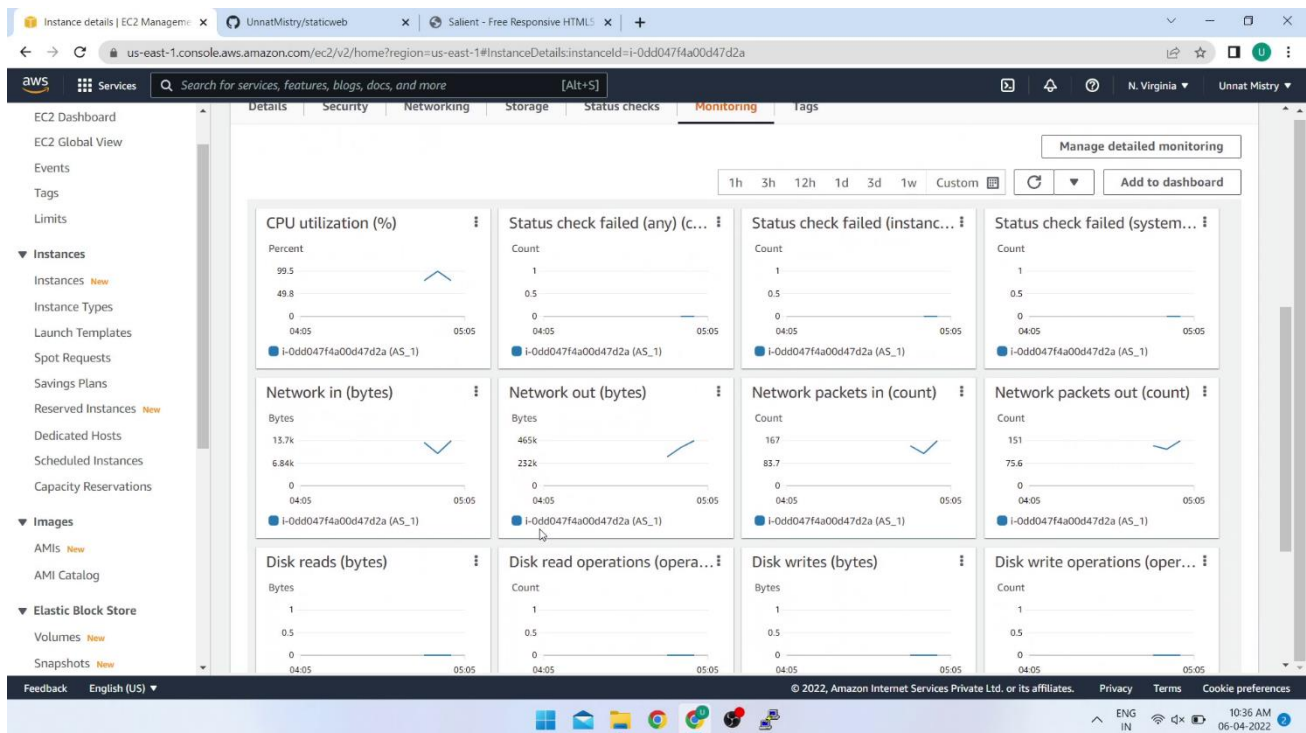 Instance details | EC2 Manageme
UnnatMistry/staticweb
Salient - Free Responsive HTML5
us-east-1.console.aws.amazon.com/ec2/v2/home?region=us-east-1#InstanceDetails:instanceId=i-0dd047f4a00d47d2a
U
aws Services Search for services, features, blogs, docs, and more [Alt+S] N. Virginia ▼ Unnat Mistry ▼
EC2 Dashboard
EC2 Global View
Events
Tags
Limits
▼ Instances
Instances New
Instance Types
Launch Templates
Spot Requests
Savings Plans
Reserved Instances New
Dedicated Hosts
Scheduled Instances
Capacity Reservations
▼ Images
AMIs New
AMI Catalog
▼ Elastic Block Store
Volumes New
Snapshots New
Details Security Networking Storage Status checks Monitoring Tags
Manage detailed monitoring
1h 3h 12h 1d 3d 1w Custom
Add to dashboard
CPU utilization (%)
Percent
99.5
49.8
0
04:05 05:05
i-0dd047f4a00d47d2a (AS_1)
Status check failed (any) (c...
Count
1
0.5
0
04:05 05:05
i-0dd047f4a00d47d2a (AS_1)
Status check failed (instanc...
Count
1
0.5
0
04:05 05:05
i-0dd047f4a00d47d2a (AS_1)
Status check failed (system...
Count
1
0.5
0
04:05 05:05
i-0dd047f4a00d47d2a (AS_1)
Network in (bytes)
Bytes
13.7k
6.84k
0
04:05 05:05
i-0dd047f4a00d47d2a (AS_1)
Network out (bytes)
Bytes
465k
232k
0
04:05 05:05
i-0dd047f4a00d47d2a (AS_1)
Network packets in (count)
Count
167
83.7
0
04:05 05:05
i-0dd047f4a00d47d2a (AS_1)
Network packets out (count)
Count
151
75.6
0
04:05 05:05
i-0dd047f4a00d47d2a (AS_1)
Disk reads (bytes)
Bytes
1
0.5
0
04:05 05:05
Disk read operations (opera...
Count
1
0.5
0
04:05 05:05
Disk writes (bytes)
Bytes
1
0.5
0
04:05 05:05
Disk write operations (oper...
Count
1
0.5
0
04:05 05:05
Feedback English (US) ▼ © 2022, Amazon Internet Services Private Ltd. or its affiliates. Privacy Terms Cookie preferences
ENG
IN
10:36 AM
06-04-2022
2